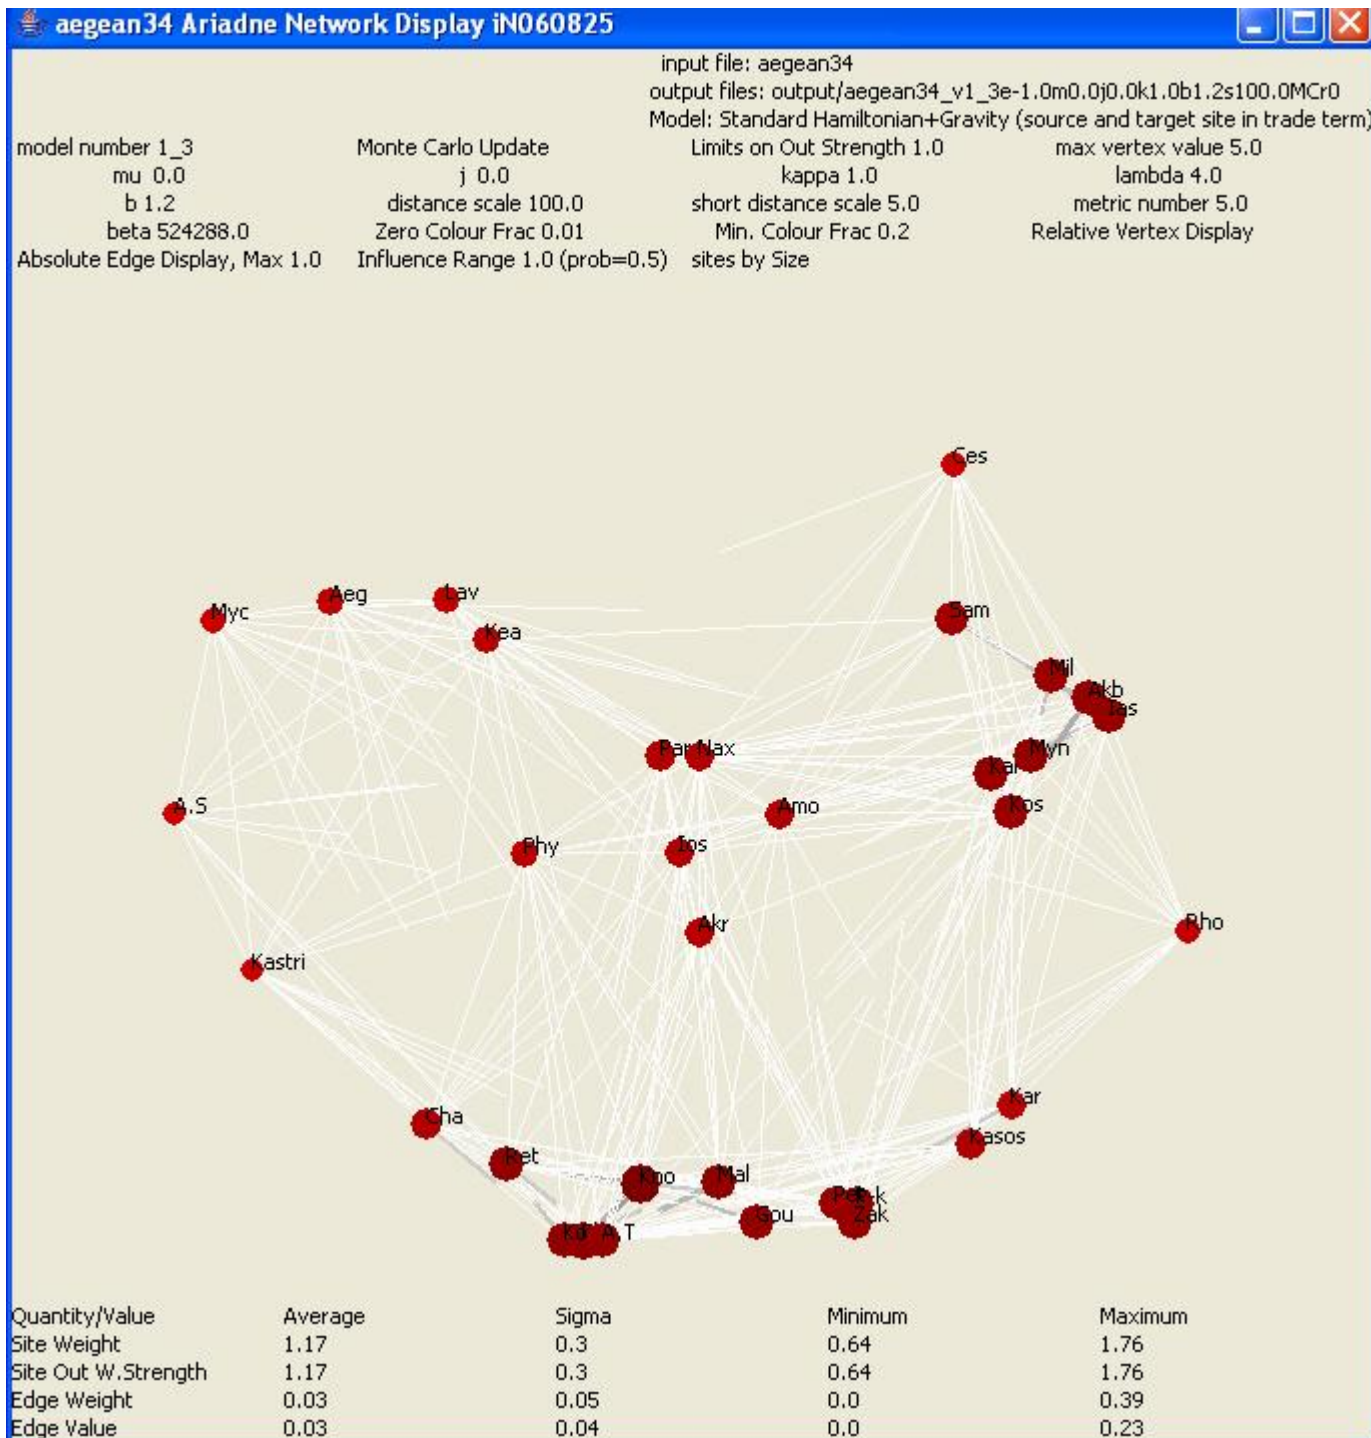 aegean34 Ariadne Network Display iN060825
input file: aegean34
output files: output/aegean34_v1_3e-1.0m0.0j0.0k1.0b1.2s100.0MCr0
Model: Standard Hamiltonian+Gravity (source and target site in trade term)
model number 1_3 Monte Carlo Update Limits on Out Strength 1.0 max vertex value 5.0
mu 0.0 j 0.0 kappa 1.0 lambda 4.0
b 1.2 distance scale 100.0 short distance scale 5.0 metric number 5.0
beta 524288.0 Zero Colour Frac 0.01 Min. Colour Frac 0.2 Relative Vertex Display
Absolute Edge Display, Max 1.0 Influence Range 1.0 (prob=0.5) sites by Size
Ces
Aeg Lav
Myc Sam
Kea
Mil
Akb
Ias
Par Nax Myn
Kal
A.S Amo Kos
Phy Ios
Akr Rho
Kastri
Kar
Cha
Kasos
Ret
Kno Mal
Zak
Gou
A.T
Quantity/Value Average Sigma Minimum Maximum
Site Weight 1.17 0.3 0.64 1.76
Site Out W.Strength 1.17 0.3 0.64 1.76
Edge Weight 0.03 0.05 0.0 0.39
Edge Value 0.03 0.04 0.0 0.23